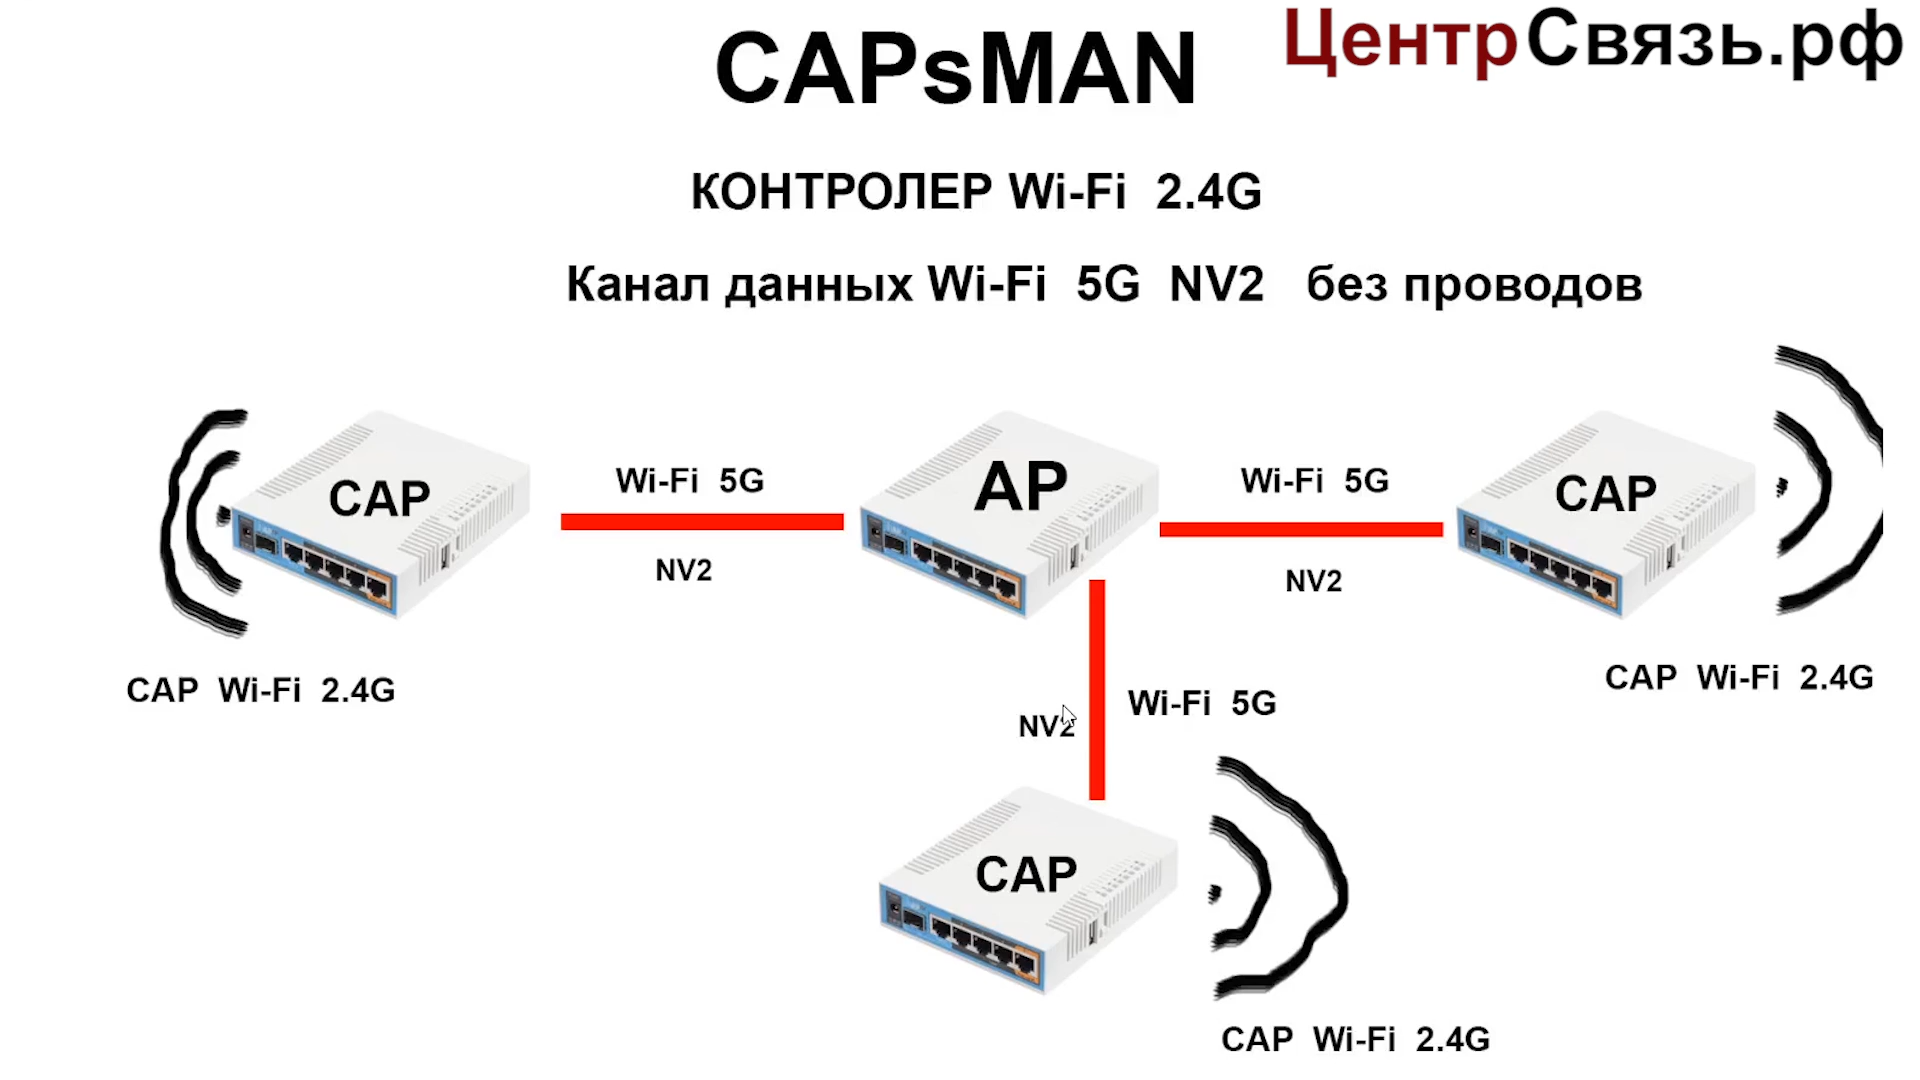 CAPsMAN
ЦентрСвязь.рф
КОНТРОЛЕР Wi-Fi 2.4G
Канал данных Wi-Fi 5G NV2 без проводов
CAP
Wi-Fi 5G
NV2
AP
Wi-Fi 5G
NV2
CAP
CAP Wi-Fi 2.4G
CAP Wi-Fi 2.4G
NV2
Wi-Fi 5G
CAP
CAP Wi-Fi 2.4G